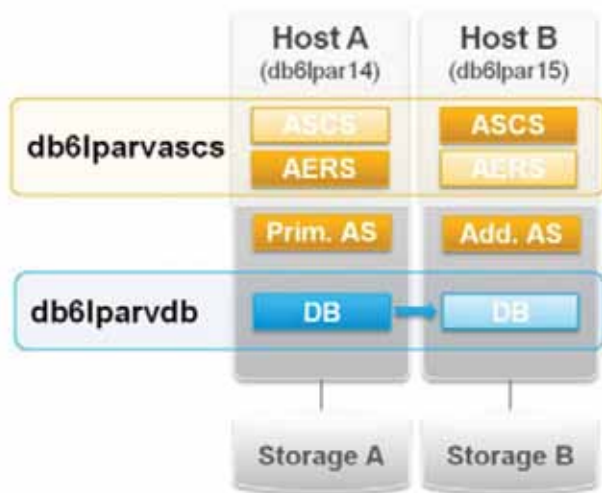 Host A
(db6lpar14)
Host B
(db6lpar15)
db6lparvascs
ASCS
ASCS
AERS
AERS
Prim. AS
Add. AS
db6lparvdb
DB
DB
Storage A
Storage B